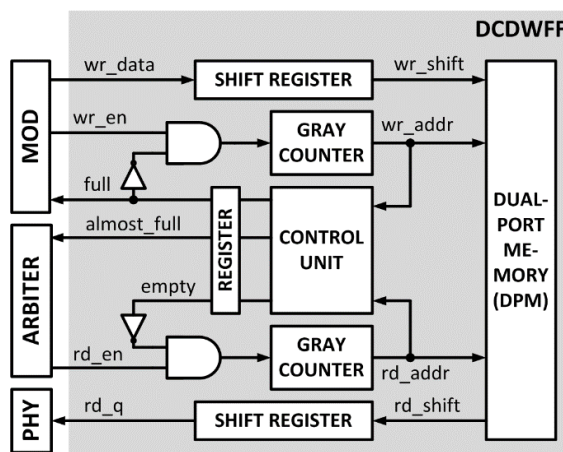 DCDWFF
wr_data
SHIFT REGISTER
wr_shift
MOD
wr_en
GRAY
COUNTER
wr_addr
full
almost_full
REGISTER
CONTROL
UNIT
DUAL-
PORT
ME-
MORY
(DPM)
ARBITER
empty
rd_en
GRAY
COUNTER
rd_addr
PHY
rd_q
SHIFT REGISTER
rd_shift